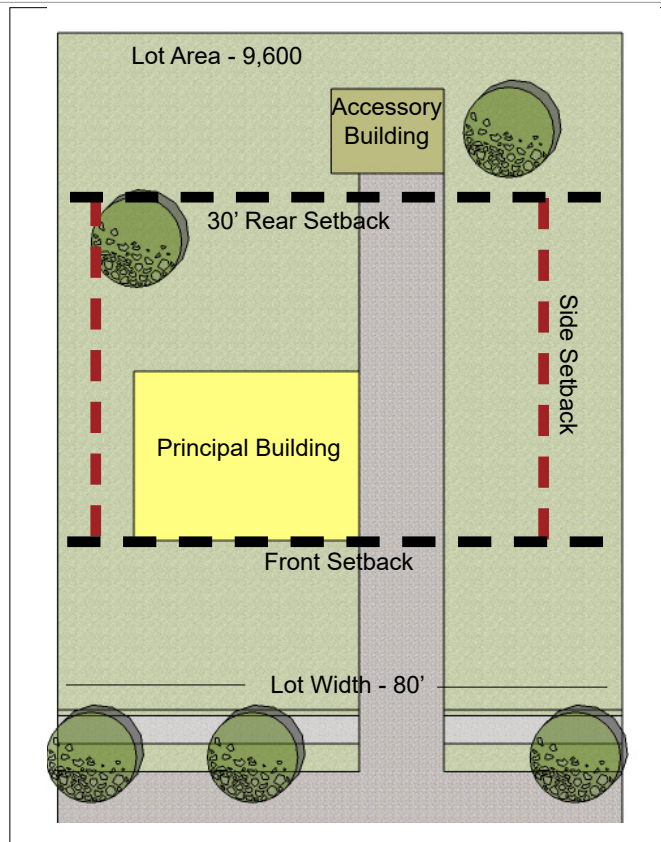 Lot Area - 9,600
Accessory
Building
30’ Rear Setback
Side Setback
Principal Building
Front Setback
Lot Width - 80’